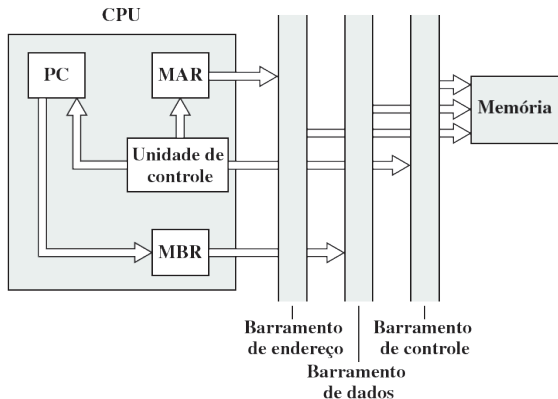 CPU
PC
MAR
Memória
Unidade de
controle
MBR
Barramento
de endereço
Barramento
de dados
Barramento
de controle